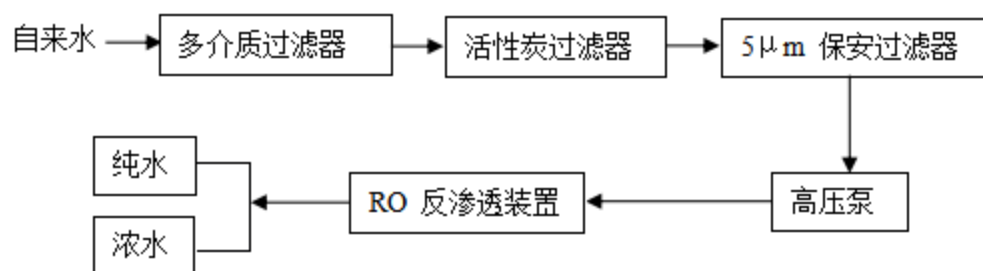 自来水
多介质过滤器
活性炭过滤器
5μm 保安过滤器
高压泵
RO 反渗透装置
纯水
浓水